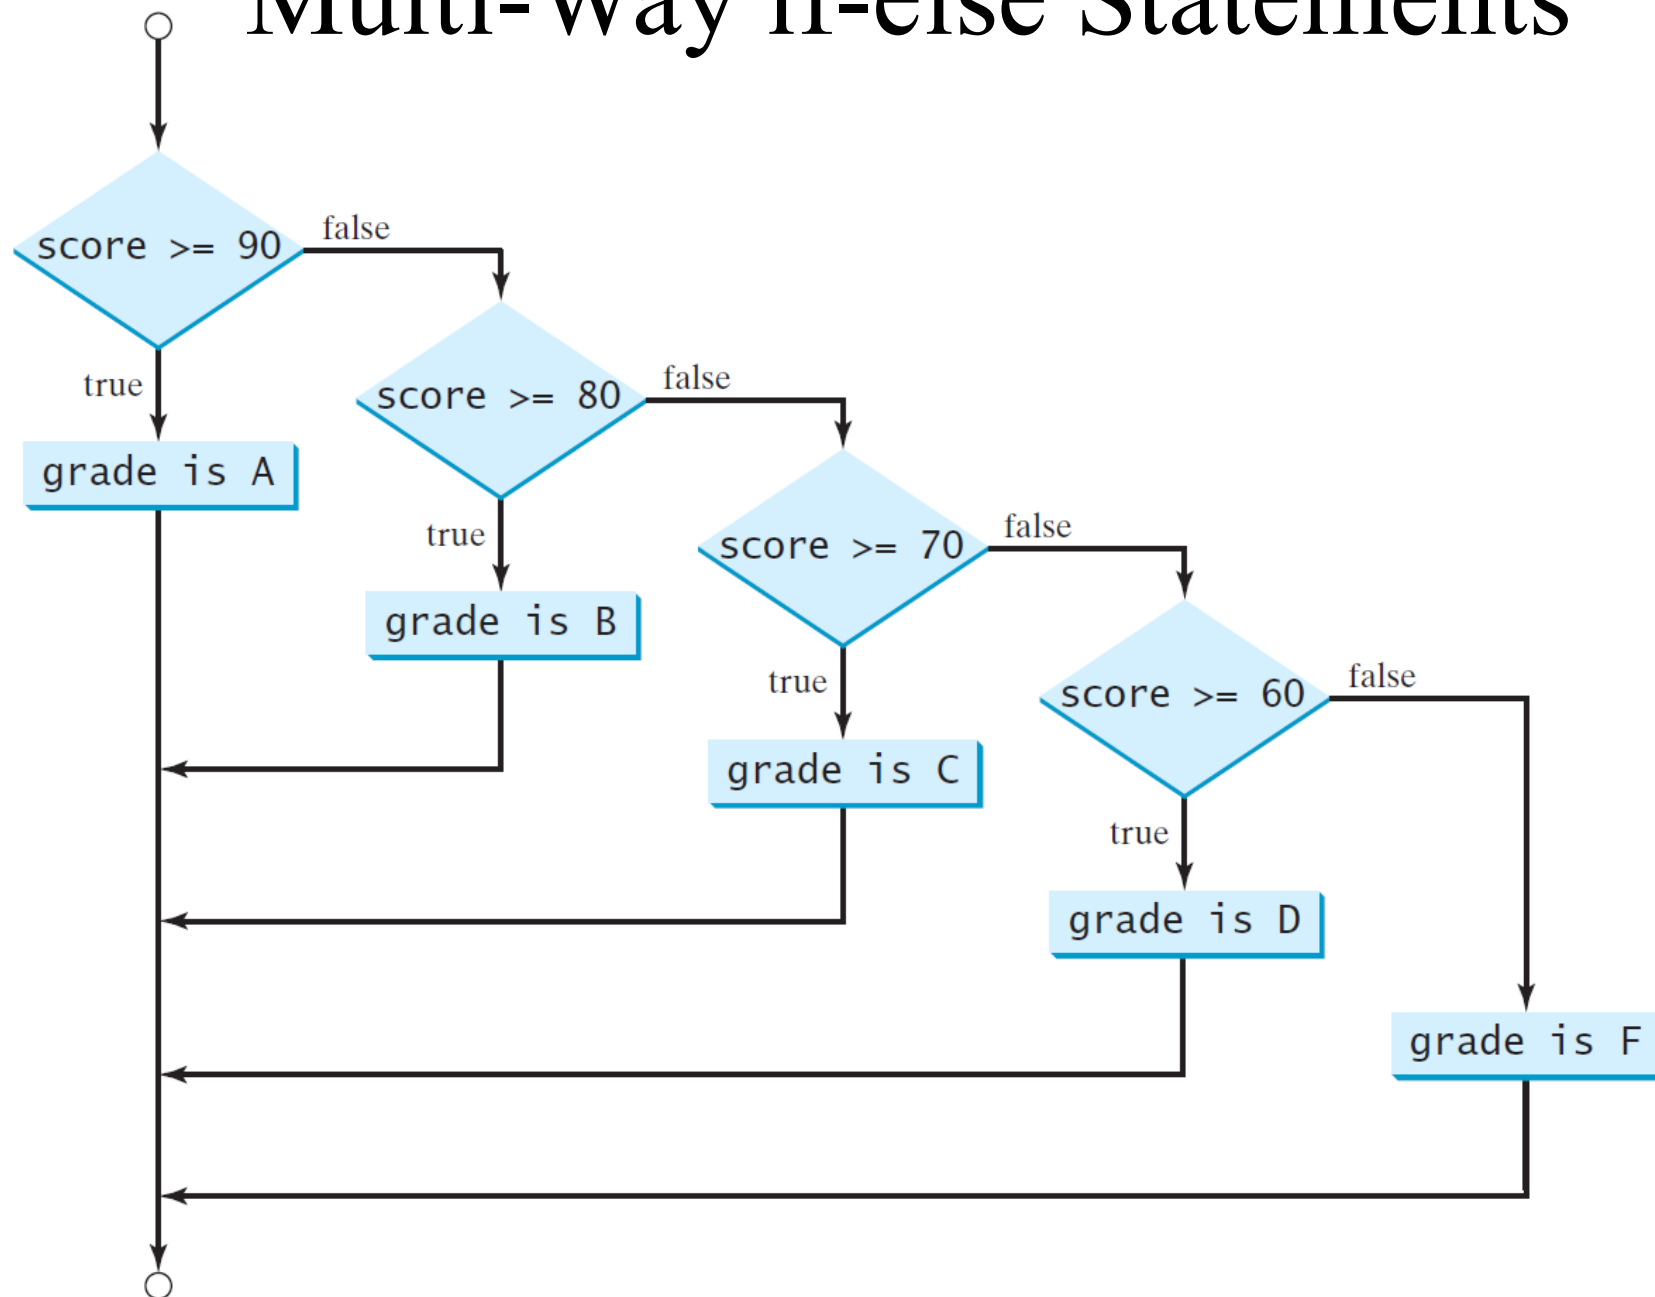 Multi-Way if-else Statements
false
score >= 90
true
false
score >= 80
grade is A
true
false
score >= 70
grade is B
true
false
score >= 60
grade is C
true
grade is D
grade is F